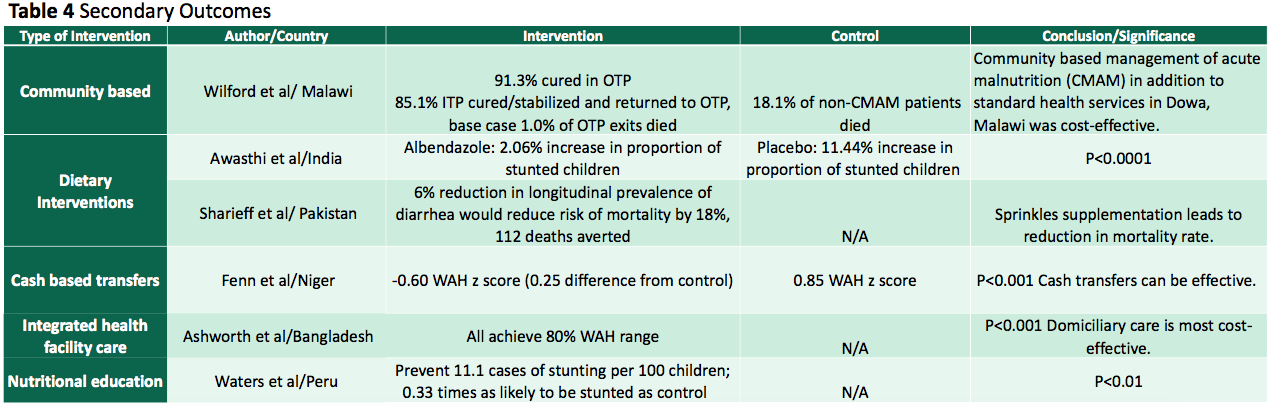 Table 4 Secondary Outcomes
Type of Intervention Author/Country Intervention Control Conclusion/Significance
Community based
Wilford et al/ Malawi
91.3% cured in OTP
85.1% ITP cured/stabilized and returned to OTP,
base case 1.0% of OTP exits died
18.1% of non-CMAM patients
died
Community based management of acute
malnutrition (CMAM) in addition to
standard health services in Dowa,
Malawi was cost-effective.
Dietary
Interventions
Awasthi et al/India
Albendazole: 2.06% increase in proportion of
stunted children
Placebo: 11.44% increase in
proportion of stunted children
P<0.0001
Sharieff et al/ Pakistan
6% reduction in longitudinal prevalence of
diarrhea would reduce risk of mortality by 18%,
112 deaths averted
N/A
Sprinkles supplementation leads to
reduction in mortality rate.
Cash based transfers
Fenn et al/Niger
-0.60 WAH z score (0.25 difference from control)
0.85 WAH z score
P<0.001 Cash transfers can be effective.
Integrated health
facility care
Ashworth et al/Bangladesh
All achieve 80% WAH range
N/A
P<0.001 Domiciliary care is most cost-
effective.
Nutritional education
Waters et al/Peru
Prevent 11.1 cases of stunting per 100 children;
0.33 times as likely to be stunted as control
N/A
P<0.01